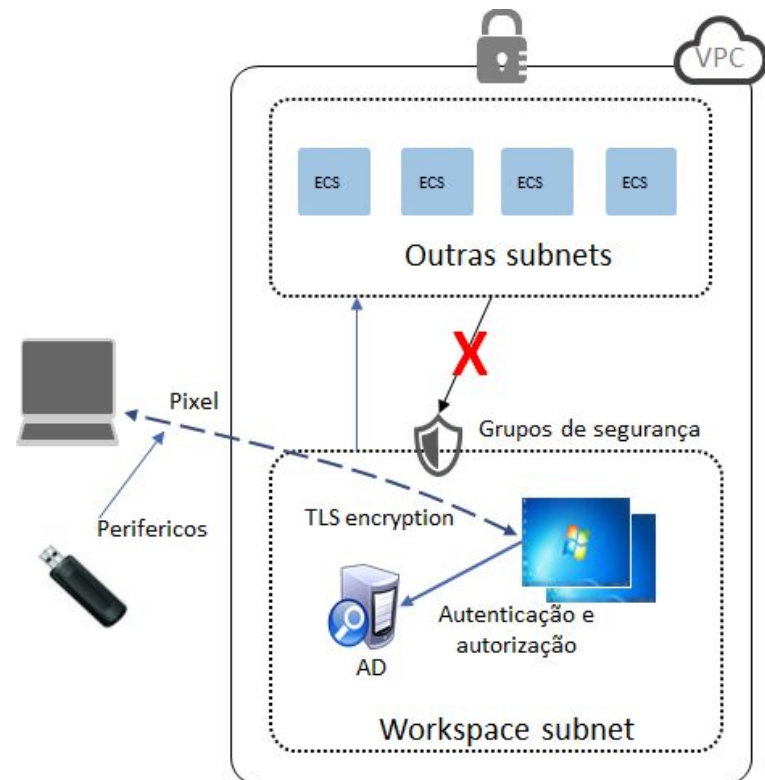 VPC
ECS
ECS
ECS
ECS
Outras subnets
Pixel
Grupos de segurança
Perifericos
TLS encryption
Autenticação e
autorização
AD
Workspace subnet